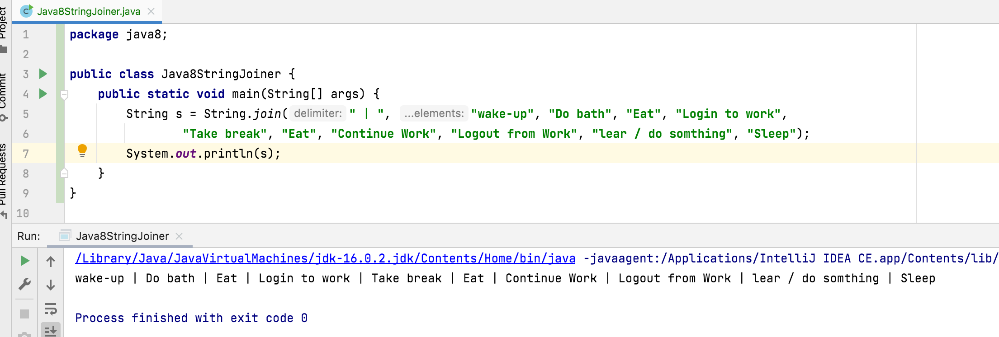 Java8StringJoiner.java
Project
Commit
Pull Requests
1 package java8;
2
3 public class Java8StringJoiner {
4 public static void main(String[] args) {
5 String s = String.join( delimiter: " | ", ...elements: "wake-up", "Do bath", "Eat", "Login to work",
6 "Take break", "Eat", "Continue Work", "Logout from Work", "lear / do somthing", "Sleep");
7 System.out.println(s);
8 }
9 }
10
Run: Java8StringJoiner
/Library/Java/JavaVirtualMachines/jdk-16.0.2.jdk/Contents/Home/bin/java -javaagent:/Applications/IntelliJ IDEA CE.app/Contents/lib/
wake-up | Do bath | Eat | Login to work | Take break | Eat | Continue Work | Logout from Work | lear / do somthing | Sleep
Process finished with exit code 0